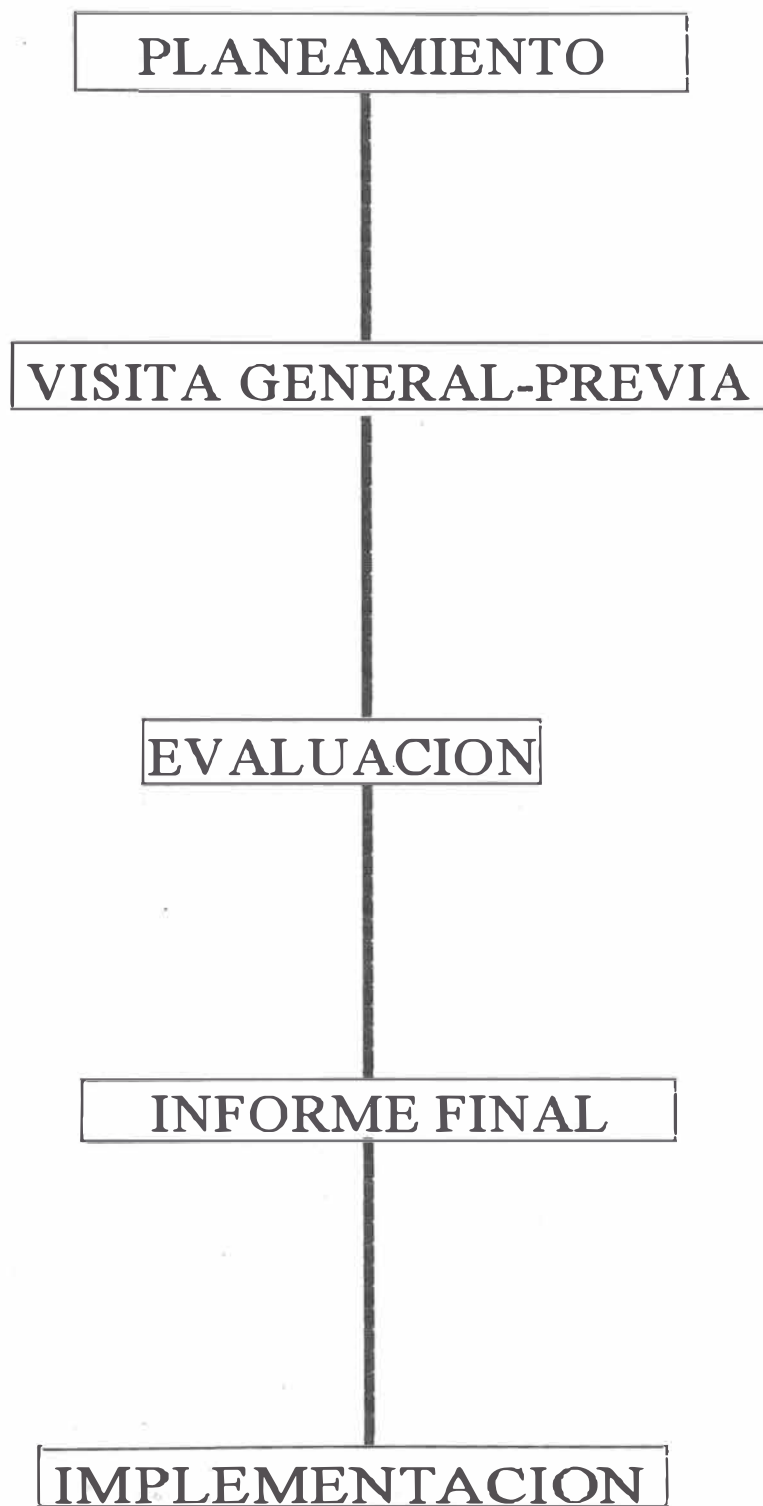 PLANEAMIENTO
VISITA GENERAL-PREVIA
EVALUACION
INFORME FINAL
IMPLEMENTACION